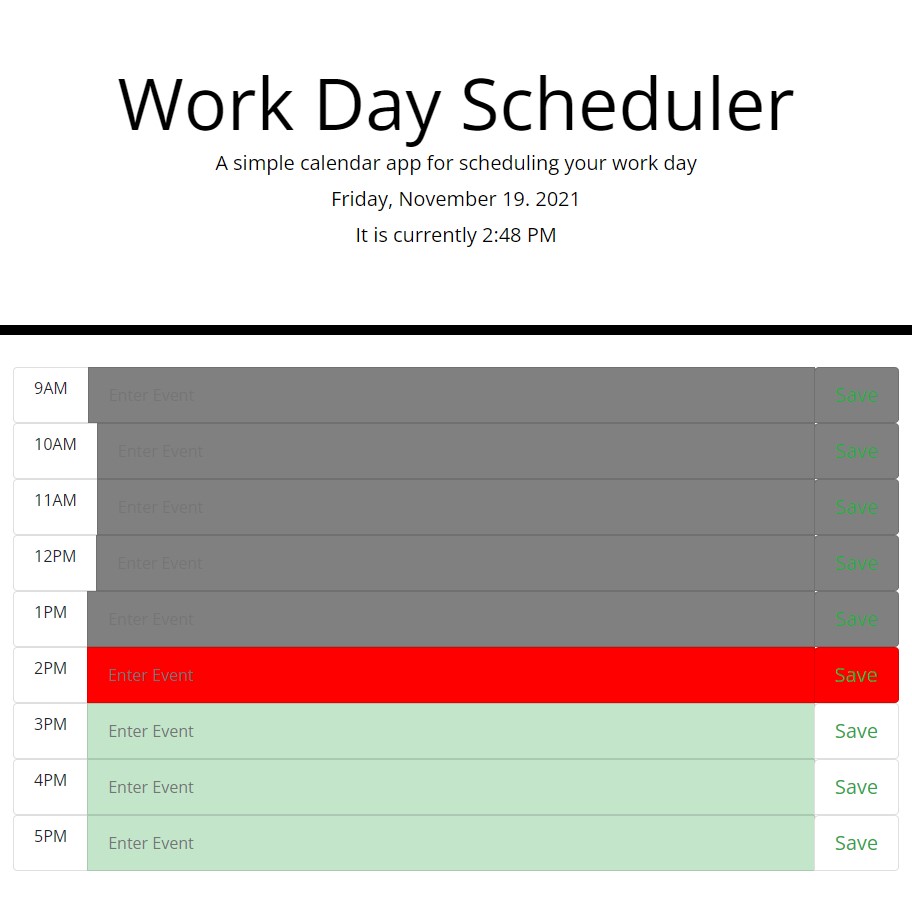 Work Day Scheduler
A simple calendar app for scheduling your work day
Friday, November 19. 2021
It is currently 2:48 PM
9AM Enter Event Save
10AM Enter Event Save
11AM Enter Event Save
12PM Enter Event Save
1PM Enter Event Save
2PM Enter Event Save
3PM Enter Event Save
4PM Enter Event Save
5PM Enter Event Save